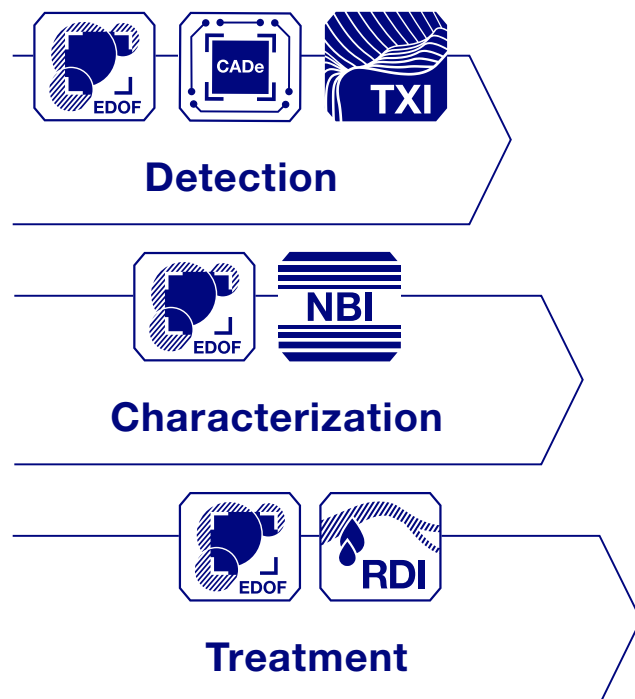 EDOF
CADe
TXI
Detection
EDOF
NBI
Characterization
EDOF
RDI
Treatment